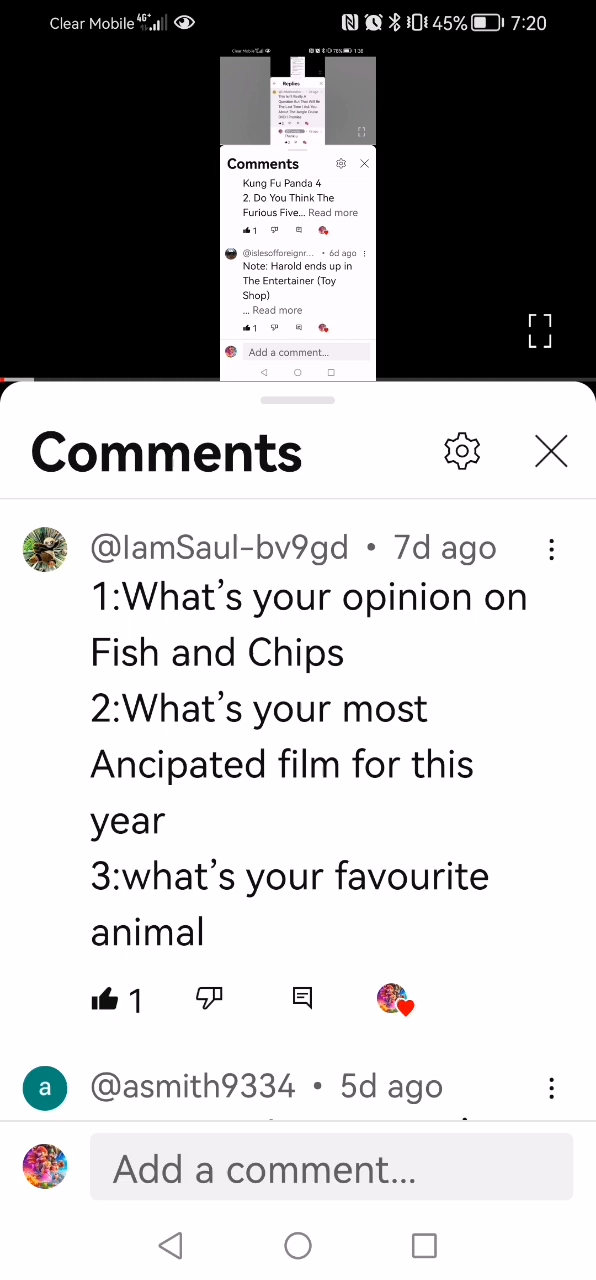 Clear Mobile 4G 45% 7:20
Replies
Comments
Kung Fu Panda 4
2. Do You Think The
Furious Five... Read more
1
@islesofforeignr... • 6d ago
Note: Harold ends up in
The Entertainer (Toy
Shop)
... Read more
1
Add a comment...
Comments
@IamSaul-bv9gd • 7d ago
1:What's your opinion on
Fish and Chips
2:What's your most
Ancipated film for this
year
3:what's your favourite
animal
1
a @asmith9334 • 5d ago
Add a comment...